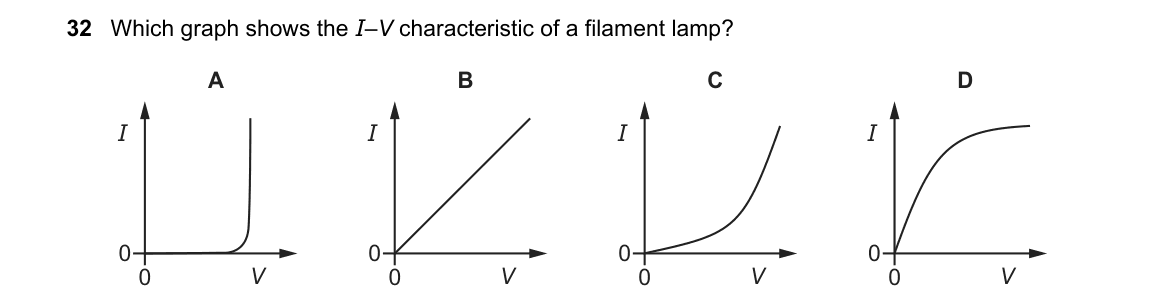 32 Which graph shows the I–V characteristic of a filament lamp?
A B C D
I I I I
0 0 0 0
0 V 0 V 0 V 0 V